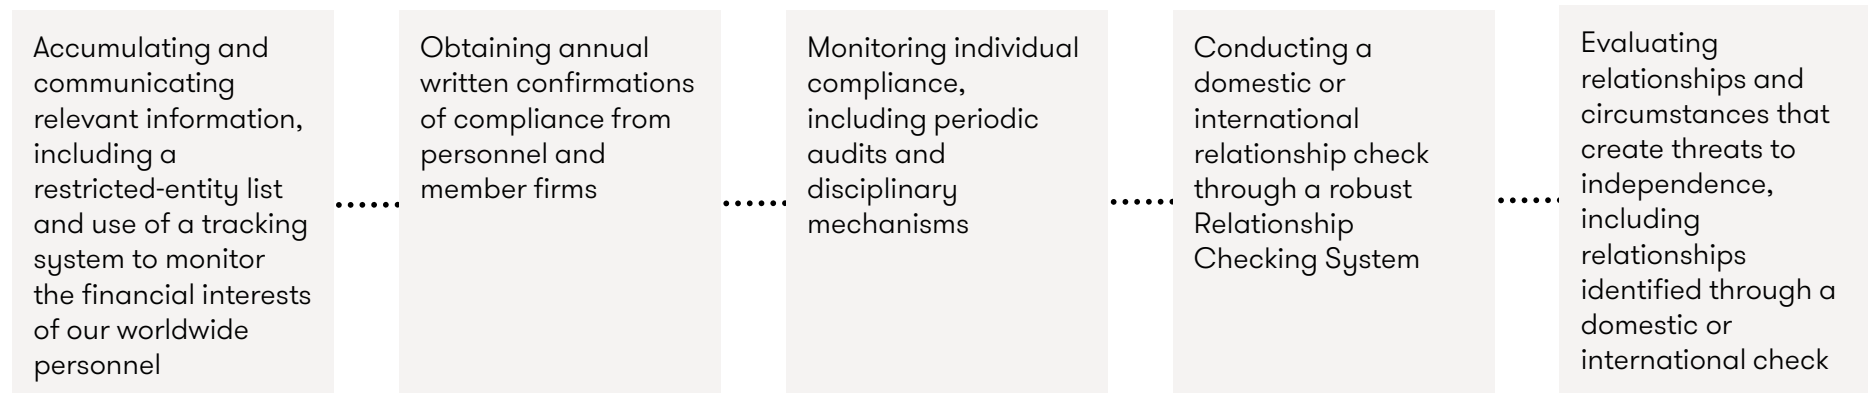 Accumulating and
communicating
relevant information,
including a
restricted-entity list
and use of a tracking
system to monitor
the financial interests
of our worldwide
personnel
Obtaining annual
written confirmations
of compliance from
personnel and
member firms
Monitoring individual
compliance,
including periodic
audits and
disciplinary
mechanisms
Conducting a
domestic or
international
relationship check
through a robust
Relationship
Checking System
Evaluating
relationships and
circumstances that
create threats to
independence,
including
relationships
identified through a
domestic or
international check